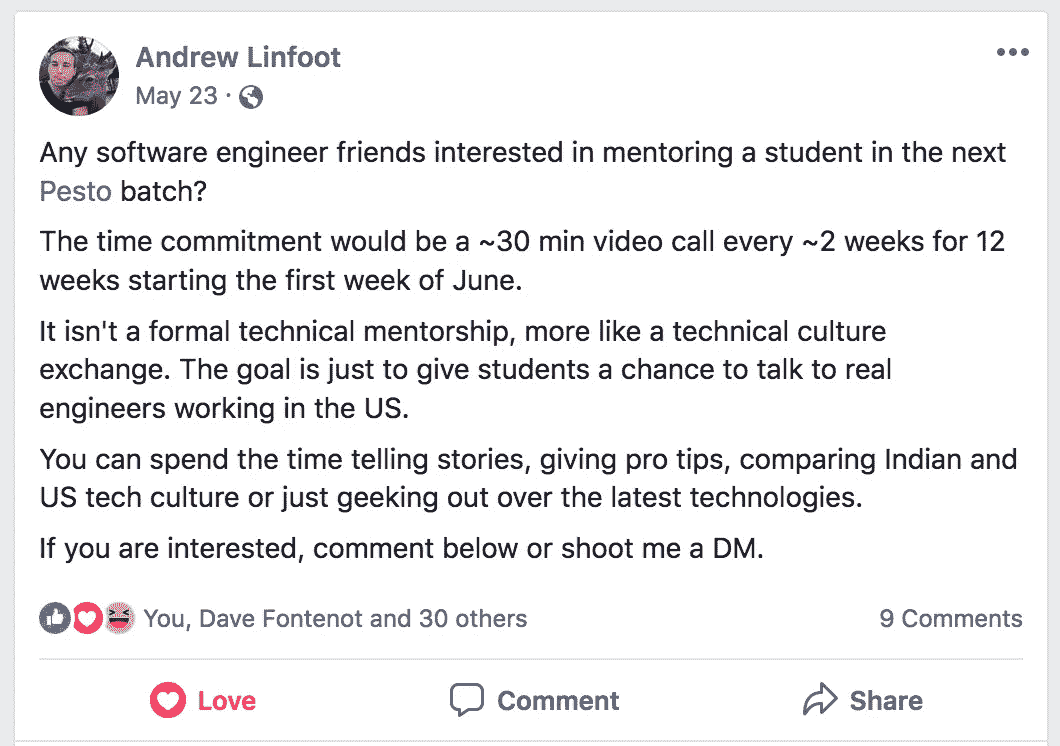 Andrew Linfoot
May 23 ·
Any software engineer friends interested in mentoring a student in the next
Pesto batch?
The time commitment would be a ~30 min video call every ~2 weeks for 12
weeks starting the first week of June.
It isn't a formal technical mentorship, more like a technical culture
exchange. The goal is just to give students a chance to talk to real
engineers working in the US.
You can spend the time telling stories, giving pro tips, comparing Indian and
US tech culture or just geeking out over the latest technologies.
If you are interested, comment below or shoot me a DM.
You, Dave Fontenot and 30 others 9 Comments
Love Comment Share